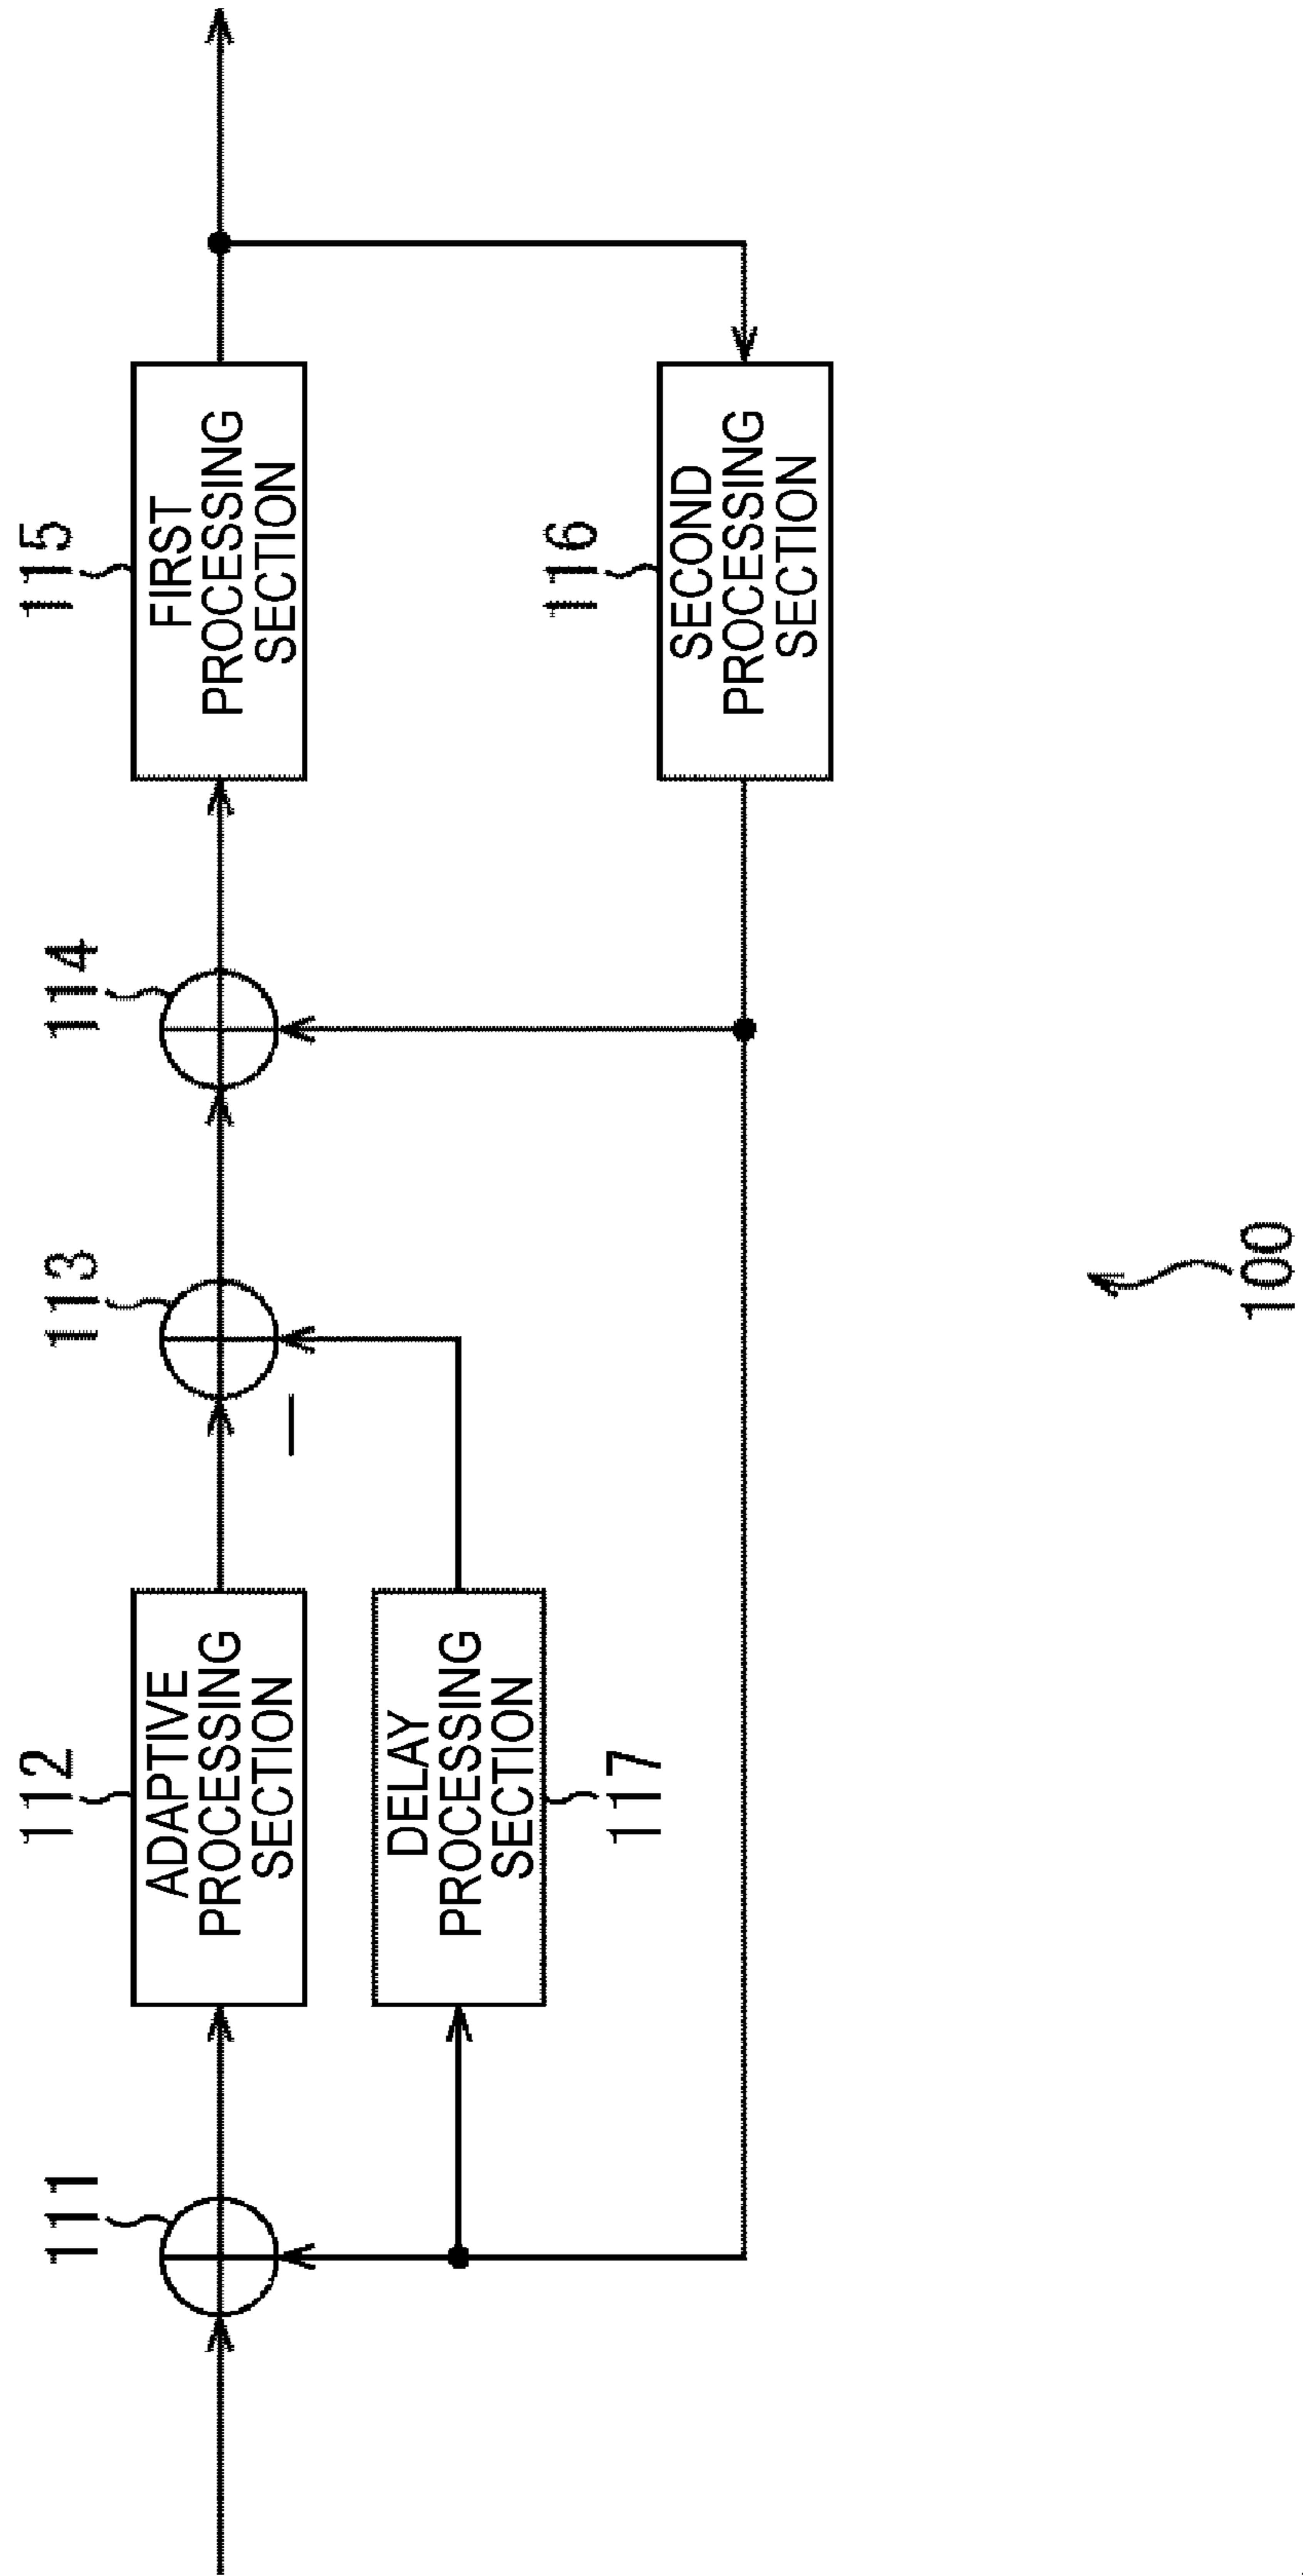 111
112
ADAPTIVE
PROCESSING
SECTION
113
−
114
115
FIRST
PROCESSING
SECTION
DELAY
PROCESSING
SECTION
117
116
SECOND
PROCESSING
SECTION
100